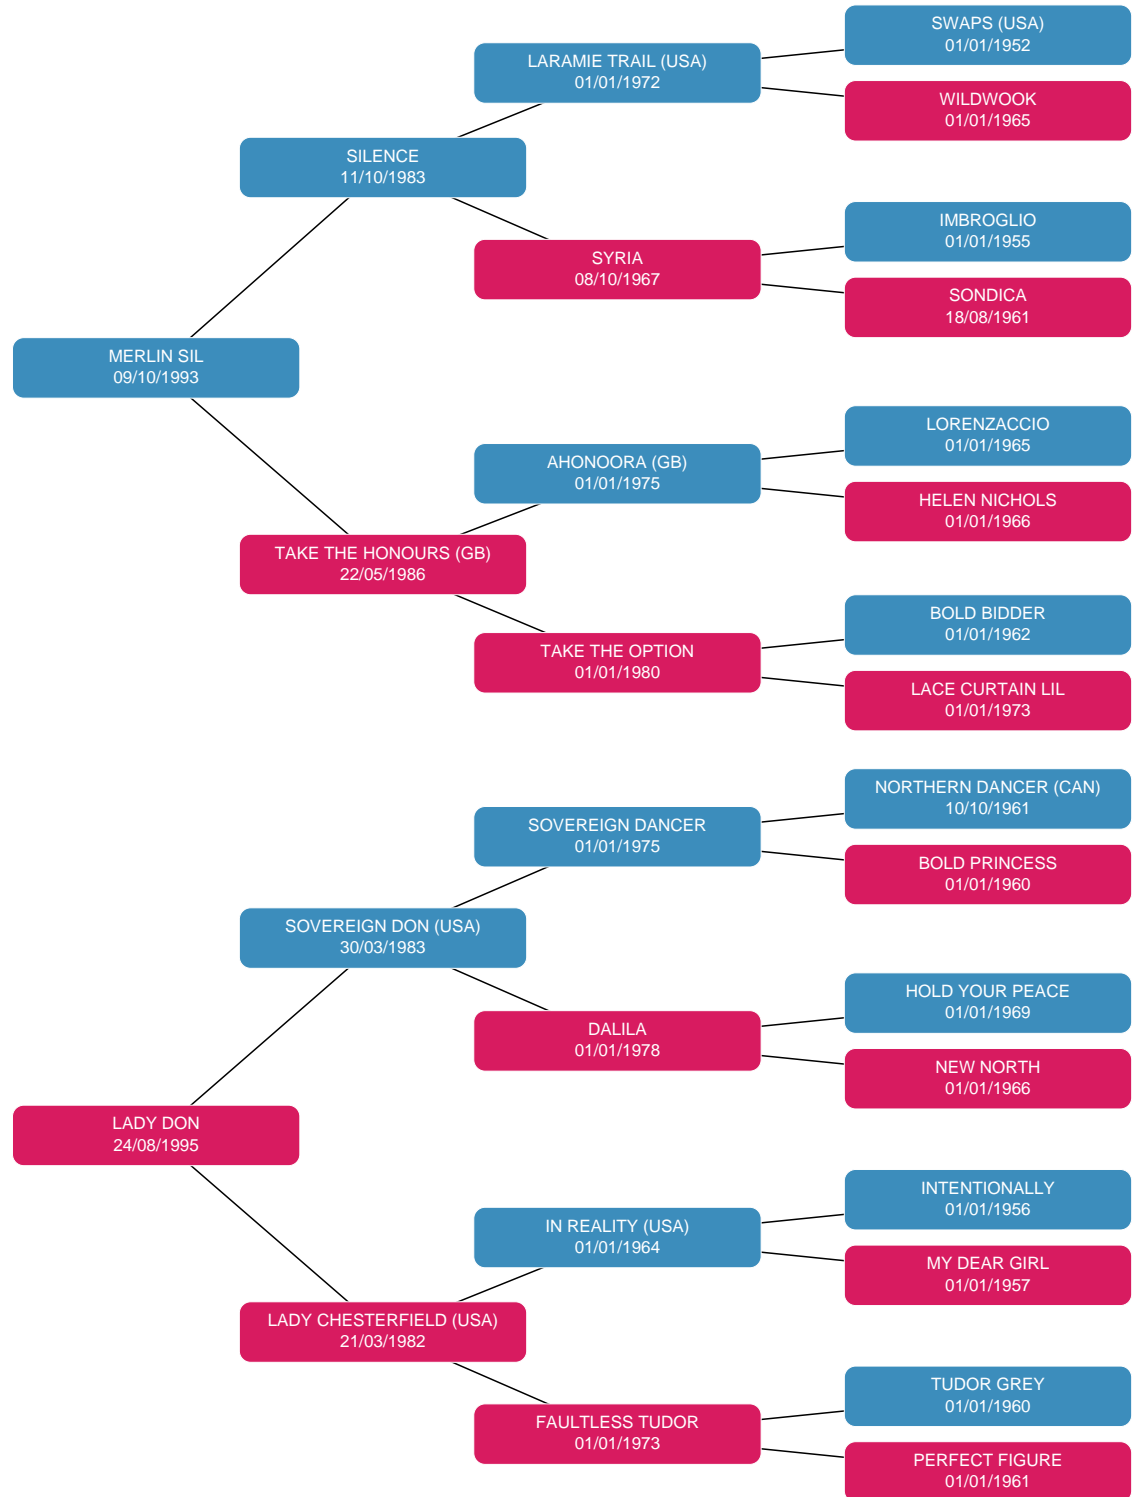 SWAPS (USA)
01/01/1952
LARAMIE TRAIL (USA)
01/01/1972
WILDWOOK
01/01/1965
SILENCE
11/10/1983
IMBROGLIO
01/01/1955
SYRIA
08/10/1967
SONDICA
18/08/1961
MERLIN SIL
09/10/1993
LORENZACCIO
01/01/1965
AHONOORA (GB)
01/01/1975
HELEN NICHOLS
01/01/1966
TAKE THE HONOURS (GB)
22/05/1986
BOLD BIDDER
01/01/1962
TAKE THE OPTION
01/01/1980
LACE CURTAIN LIL
01/01/1973
NORTHERN DANCER (CAN)
10/10/1961
SOVEREIGN DANCER
01/01/1975
BOLD PRINCESS
01/01/1960
SOVEREIGN DON (USA)
30/03/1983
HOLD YOUR PEACE
01/01/1969
DALILA
01/01/1978
NEW NORTH
01/01/1966
LADY DON
24/08/1995
INTENTIONALLY
01/01/1956
IN REALITY (USA)
01/01/1964
MY DEAR GIRL
01/01/1957
LADY CHESTERFIELD (USA)
21/03/1982
TUDOR GREY
01/01/1960
FAULTLESS TUDOR
01/01/1973
PERFECT FIGURE
01/01/1961